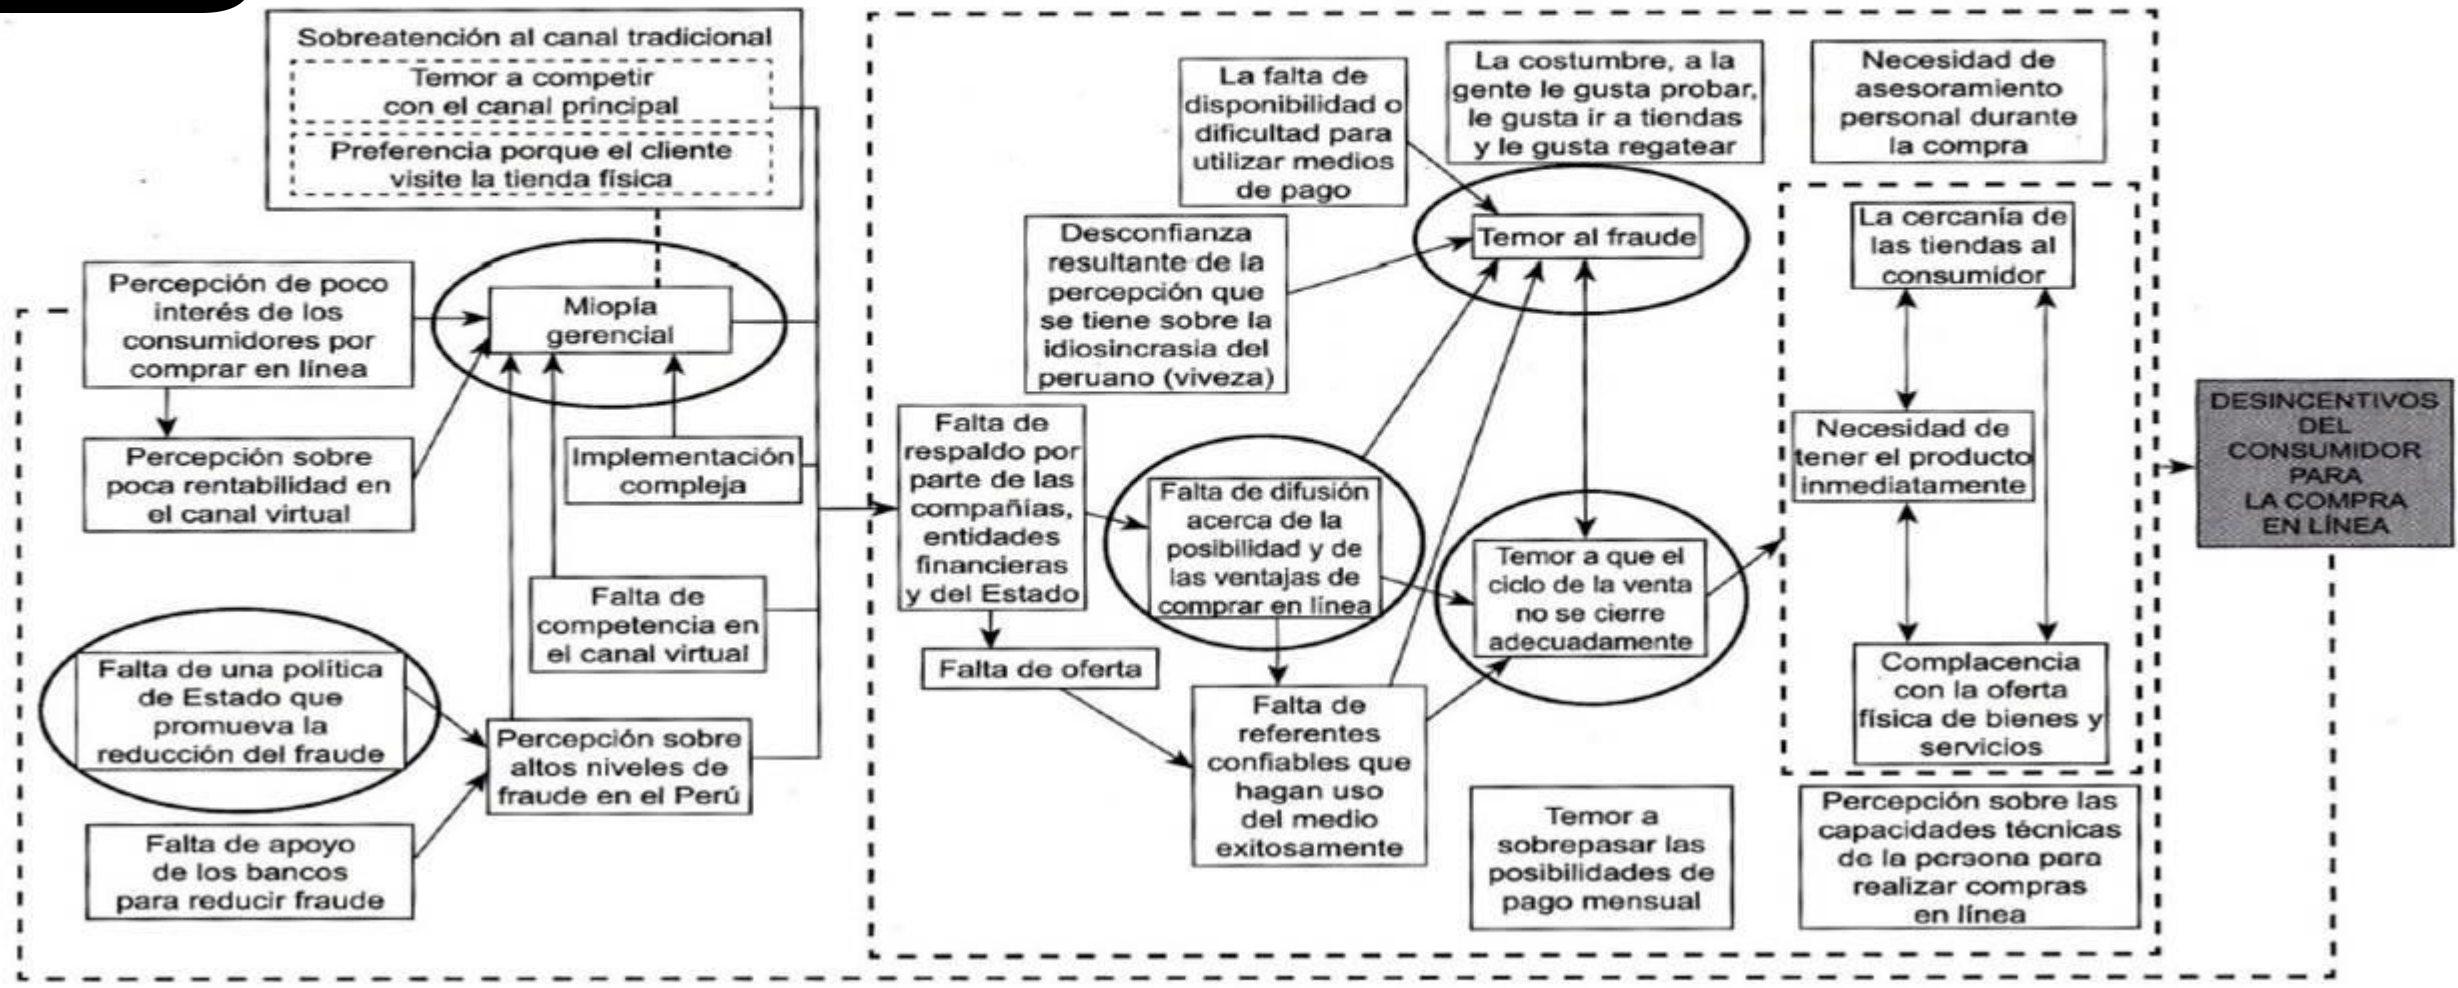 Sobreatención al canal tradicional
Temor a competir
con el canal principal
Preferencia porque el cliente
visite la tienda física
Percepción de poco
interés de los
consumidores por
comprar en línea
Miopía
gerencial
Percepción sobre
poca rentabilidad en
el canal virtual
Implementación
compleja
Falta de
competencia en
el canal virtual
Falta de una política
de Estado que
promueva la
reducción del fraude
Percepción sobre
altos niveles de
fraude en el Perú
Falta de apoyo
de los bancos
para reducir fraude
La falta de
disponibilidad o
dificultad para
utilizar medios
de pago
La costumbre, a la
gente le gusta probar,
le gusta ir a tiendas
y le gusta regatear
Necesidad de
asesoramiento
personal durante
la compra
Desconfianza
resultante de la
percepción que
se tiene sobre la
idiosincrasia del
peruano (viveza)
Temor al fraude
La cercanía de
las tiendas al
consumidor
Falta de
respaldo por
parte de las
compañías,
entidades
financieras
y del Estado
Falta de difusión
acerca de la
posibilidad y de
las ventajas de
comprar en línea
Temor a que el
ciclo de la venta
no se cierre
adecuadamente
Necesidad de
tener el producto
inmediatamente
Falta de oferta
Falta de
referentes
confiables que
hagan uso
del medio
exitosamente
Complacencia
con la oferta
física de bienes y
servicios
Temor a
sobrepasar las
posibilidades de
pago mensual
Percepción sobre las
capacidades técnicas
de la persona para
realizar compras
en línea
DESINCENTIVOS
DEL
CONSUMIDOR
PARA
LA COMPRA
EN LÍNEA